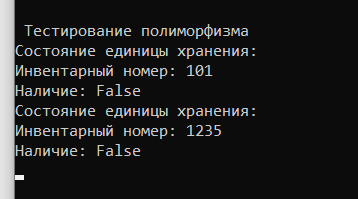 Тестирование полиморфизма
Состояние единицы хранения:
Инвентарный номер: 101
Наличие: False
Состояние единицы хранения:
Инвентарный номер: 1235
Наличие: False